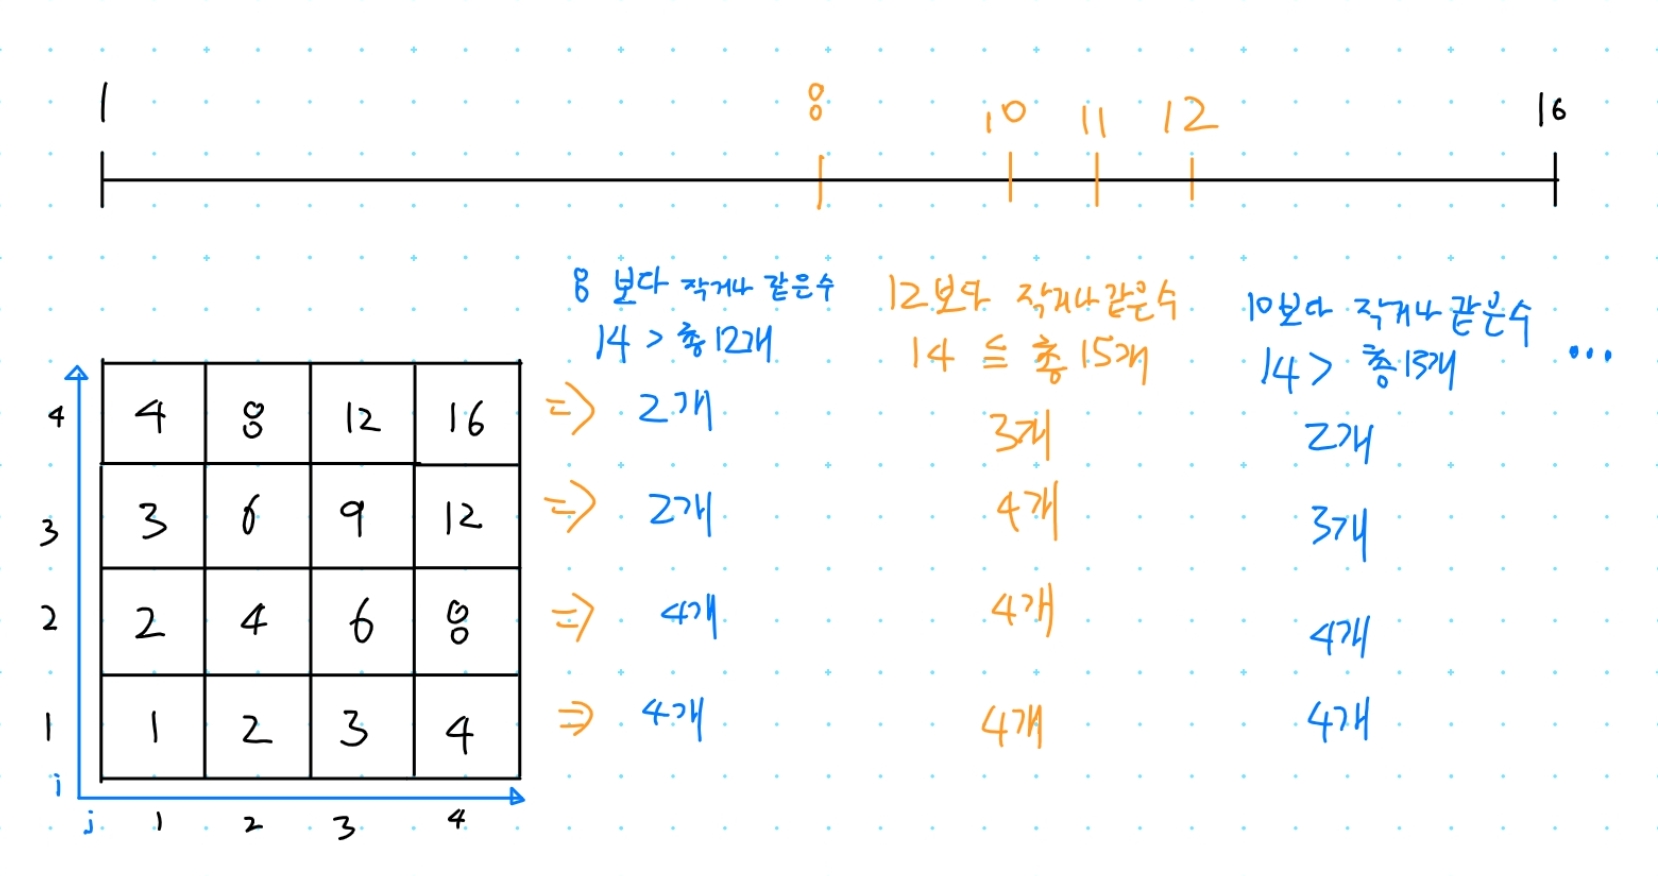 1 8 10 11 12 16
8 보다 작거나 같은수
14 > 총 12개
12보다 작거나 같은수
14 ≦ 총 15개
10보다 작거나 같은수
14 > 총 13개
...
4 4 8 12 16 => 2개 3개 2개
3 3 6 9 12 => 2개 4개 3개
2 2 4 6 8 => 4개 4개 4개
1 1 2 3 4 => 4개 4개 4개
i
j 1 2 3 4